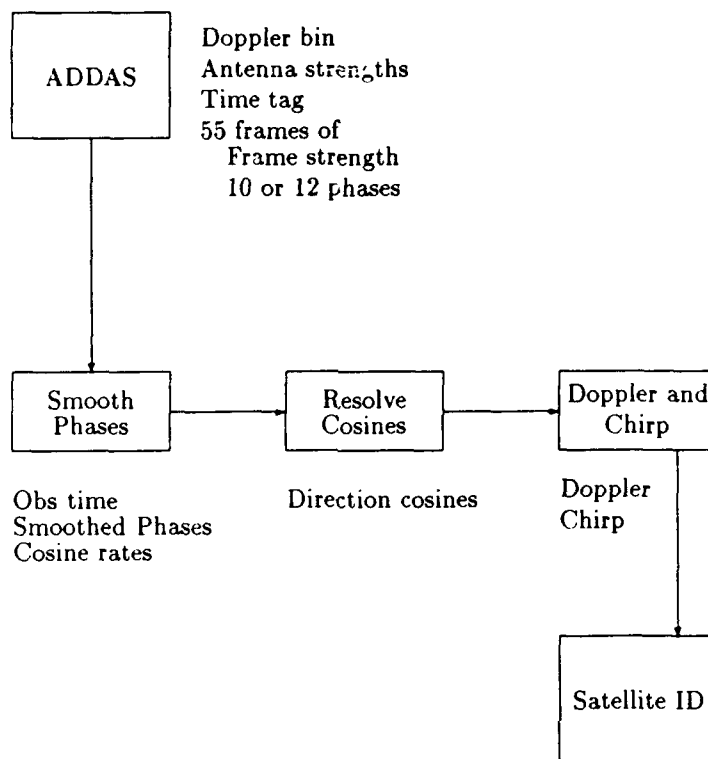 ADDAS
Doppler bin
Antenna strengths
Time tag
55 frames of
Frame strength
10 or 12 phases
Smooth
Phases
Resolve
Cosines
Doppler and
Chirp
Obs time
Smoothed Phases
Cosine rates
Direction cosines
Doppler
Chirp
Satellite ID